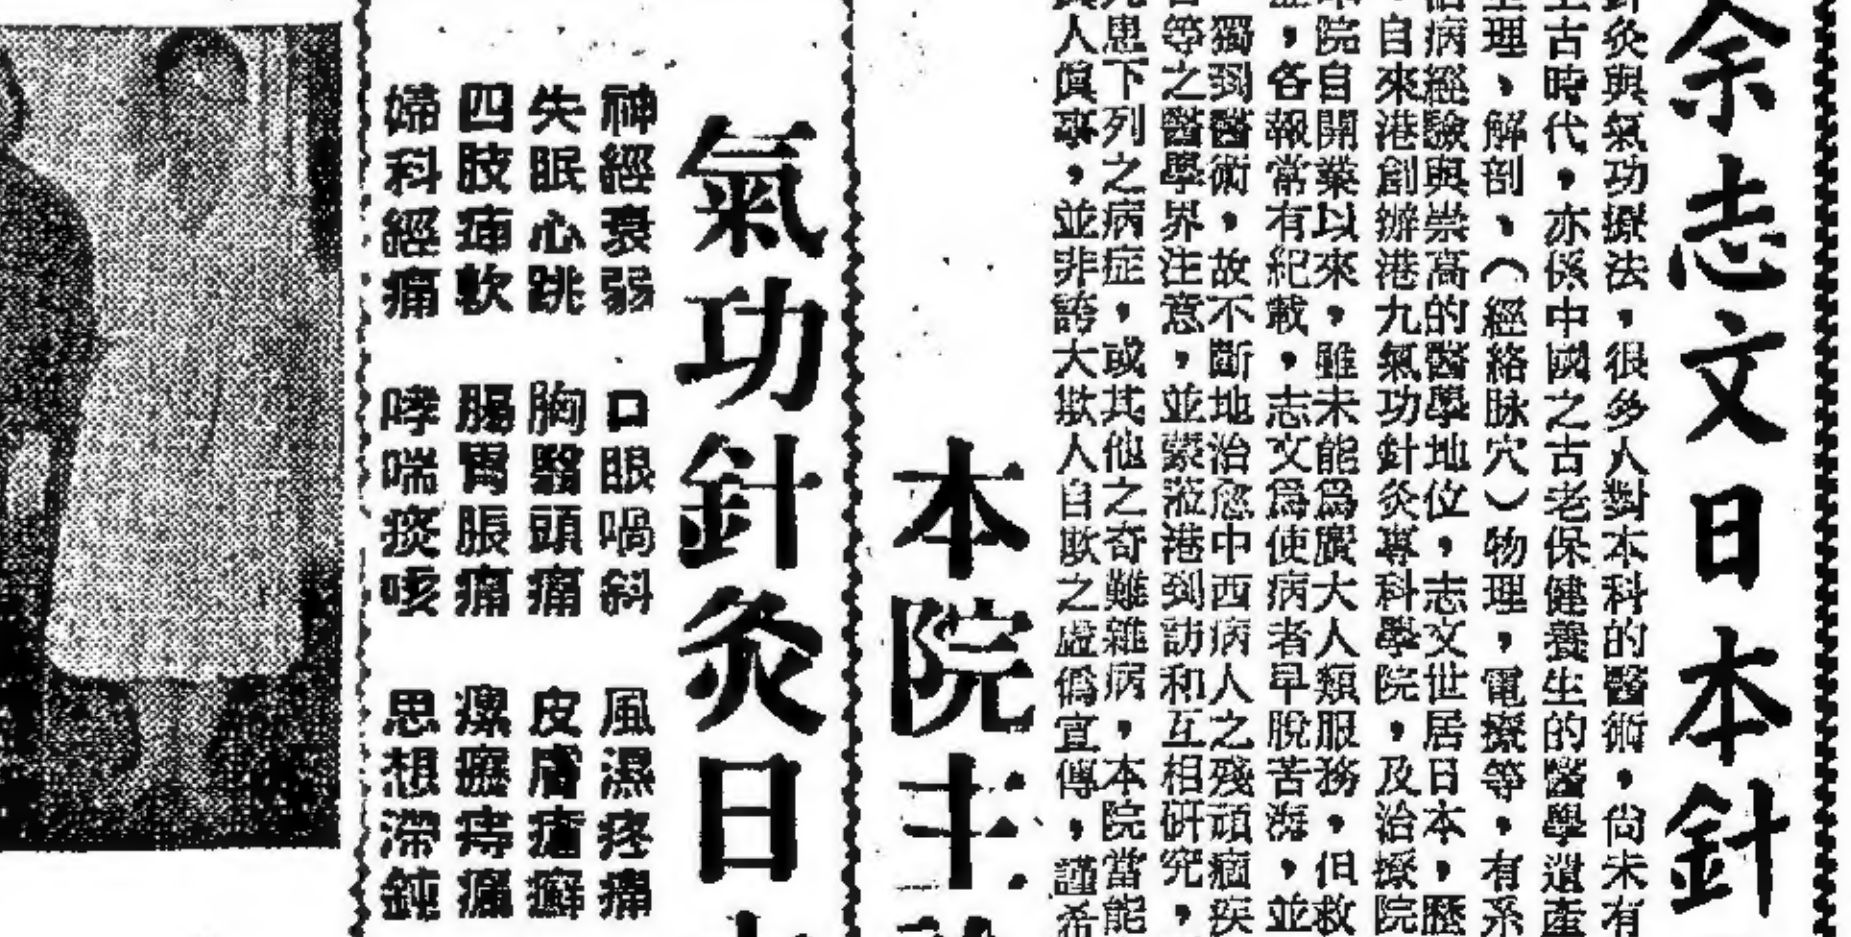 余志文日本針
針灸與氣功療法，很多人對本科的醫術，尚未有
古時代，亦係中國之古老保健養生的醫學遺產
理、解剖、（經絡脉穴）物理，電療等，有系
病經驗與崇高的醫學地位，志文世居日本，歷
自來港創辦港九氣功針灸專科學院，及治療院
院自開業以來，雖未能為廣大人類服務，但救
，各報常有紀載，志文為使病者早脫苦海，並
獨到醫術，故不斷地治愈中西病人之殘頑痼疾
等之醫學界注意，並蒙蒞港到訪和互相研究，
患下列之病症，或其他之奇難雜病，本院當能
人眞事，並非誇大欺人自欺之虛偽宣傳，謹希
本院主
氣功針灸日
神經衰弱 口眼喎斜 風濕疼痛
失眠心跳 胸翳頭痛 皮膚瘡癬
四肢痛軟 腸胃脹痛 瘰癧痔瘡
婦科經痛 哮喘痰咳 思想滯鈍